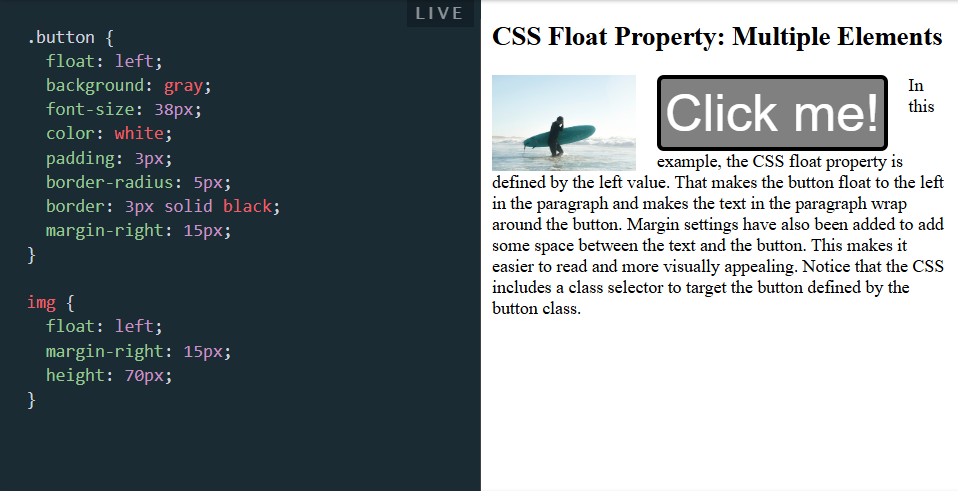 LIVE
.button {
float: left;
background: gray;
font-size: 38px;
color: white;
padding: 3px;
border-radius: 5px;
border: 3px solid black;
margin-right: 15px;
}
img {
float: left;
margin-right: 15px;
height: 70px;
}
CSS Float Property: Multiple Elements
Click me!
In
this
example, the CSS float property is
defined by the left value. That makes the button float to the left
in the paragraph and makes the text in the paragraph wrap
around the button. Margin settings have also been added to add
some space between the text and the button. This makes it
easier to read and more visually appealing. Notice that the CSS
includes a class selector to target the button defined by the
button class.